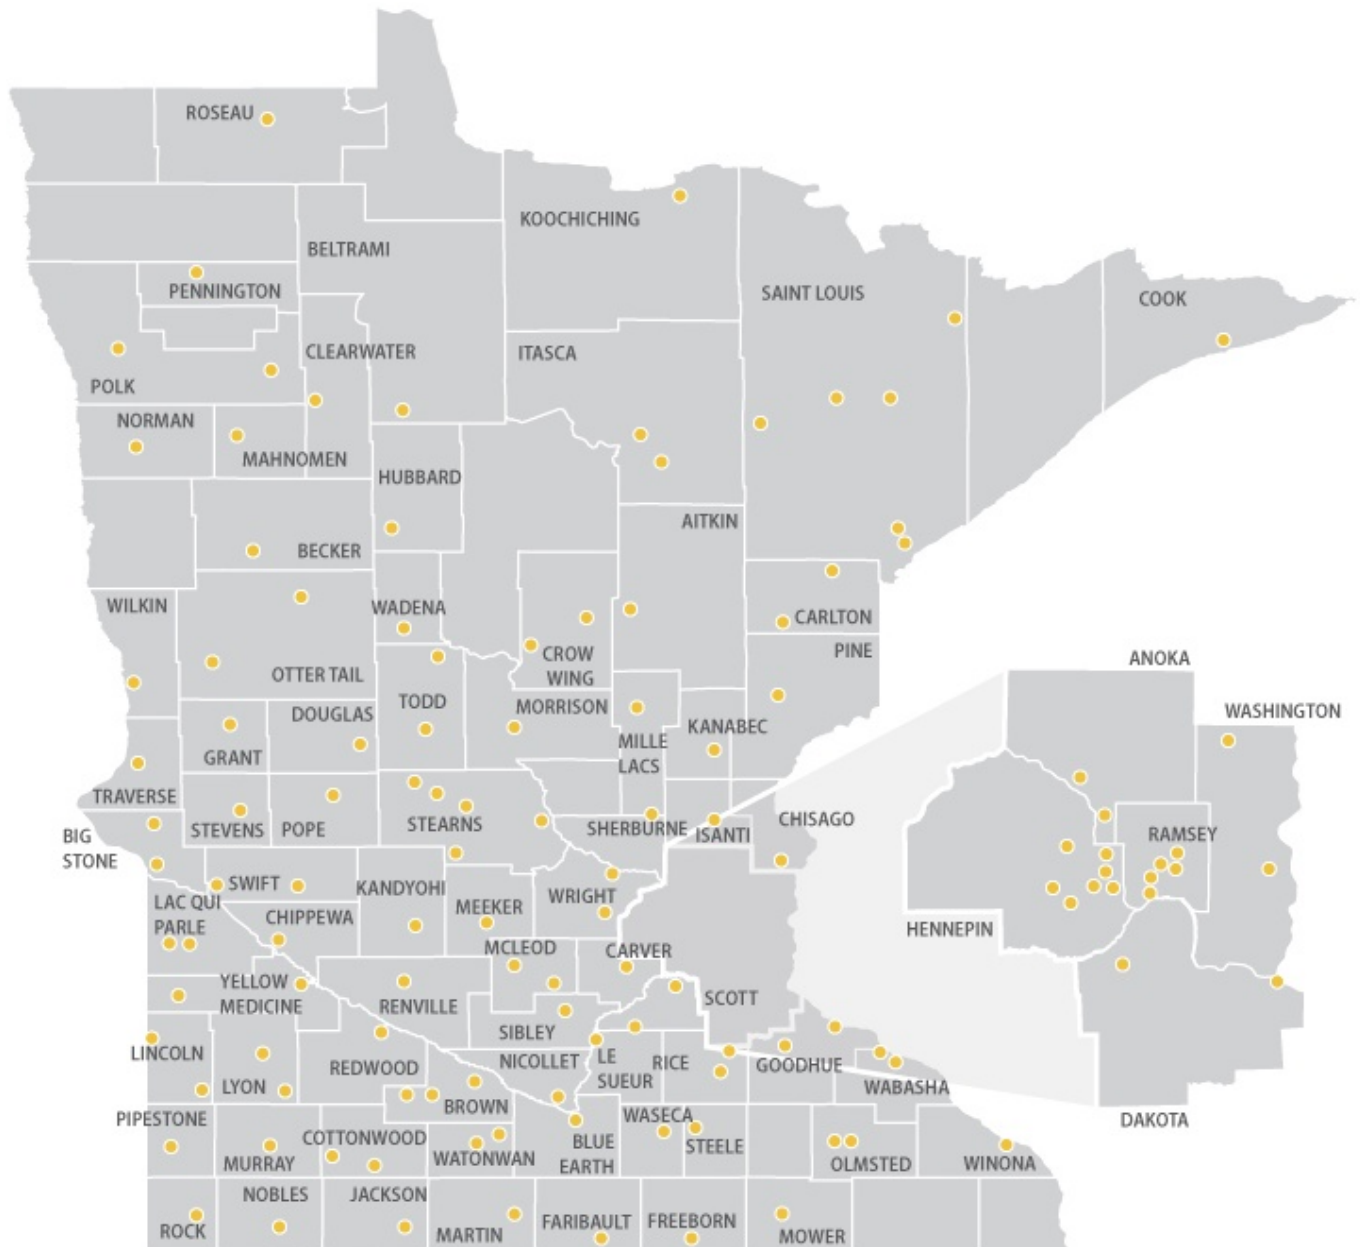 ROSEAU
KOOCHICHING
BELTRAMI
PENNINGTON
SAINT LOUIS
COOK
CLEARWATER
ITASCA
POLK
NORMAN
MAHNOMEN
HUBBARD
AITKIN
BECKER
WILKIN
WADENA
CARLTON
CROW
WING
PINE
OTTER TAIL
ANOKA
TODD
DOUGLAS
MORRISON
WASHINGTON
KANABEC
GRANT
MILLE
LACS
TRAVERSE
STEVENS
POPE
STEARNS
SHERBURNE
ISANTI
CHISAGO
RAMSEY
BIG
STONE
SWIFT
KANDYOHI
WRIGHT
LAC QUI
PARLE
CHIPPEWA
MEEKER
HENNEPIN
MCLEOD
CARVER
YELLOW
MEDICINE
RENVILLE
SCOTT
SIBLEY
LINCOLN
LYON
REDWOOD
NICOLLET
LE
SUEUR
RICE
GOODHUE
WABASHA
BROWN
PIPESTONE
WASECA
DAKOTA
MURRAY
COTTONWOOD
WATONWAN
BLUE
EARTH
STEELE
OLMSTED
WINONA
NOBLES
JACKSON
ROCK
MARTIN
FARIBAULT
FREEBORN
MOWER